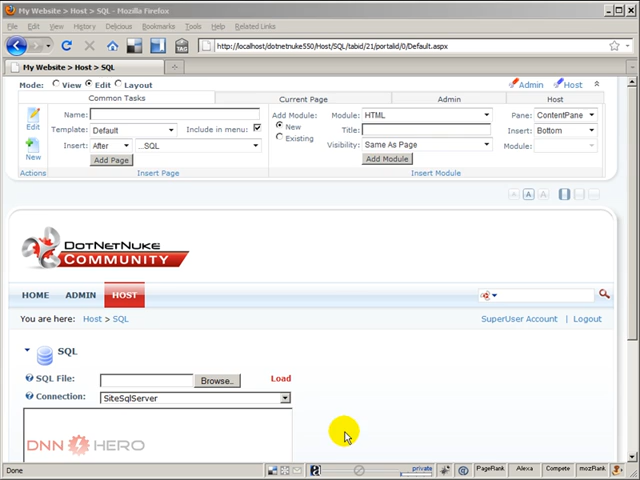 My Website > Host > SQL - Mozilla Firefox
File Edit View History Delicious Bookmarks Tools Help Related Links
http://localhost/dotnetnuke550/Host/SQL/tabid/21/portalid/0/Default.aspx
My Website > Host > SQL
Mode: View Edit Layout Admin Host
Common Tasks Current Page Admin Host
Edit
New
Actions
Name:
Template: Default Include in menu:
Insert: After ...SQL
Add Page
Insert Page
Add Module: New Existing
Module: HTML
Title:
Visibility: Same As Page
Add Module
Insert Module
Pane: ContentPane
Insert: Bottom
Module:
A A A
DOTNETNUKE
COMMUNITY
HOME ADMIN HOST
You are here: Host > SQL SuperUser Account | Logout
SQL
SQL File: Browse.. Load
Connection: SiteSqlServer
DNN HERO
Done private PageRank Alexa Compete mozRank